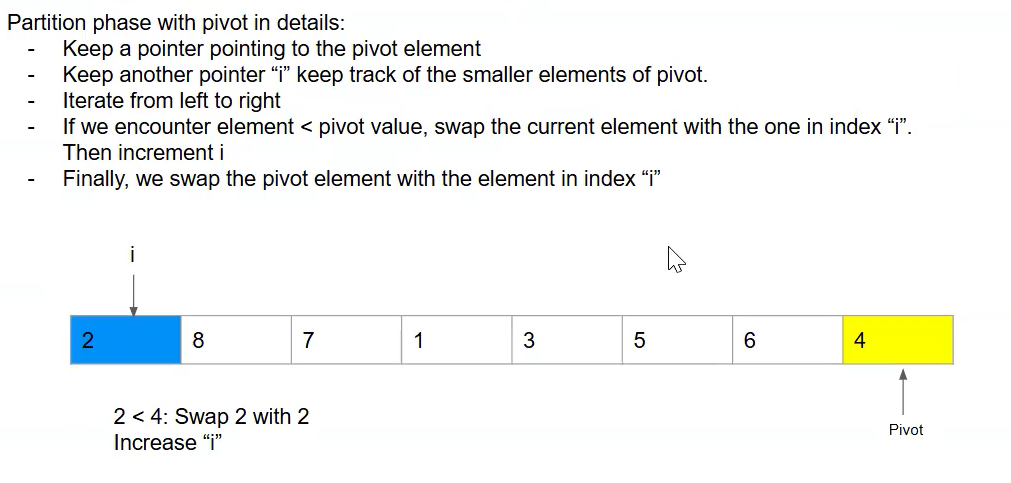 Partition phase with pivot in details:
- Keep a pointer pointing to the pivot element
- Keep another pointer “i” keep track of the smaller elements of pivot.
- Iterate from left to right
- If we encounter element < pivot value, swap the current element with the one in index “i”.
Then increment i
- Finally, we swap the pivot element with the element in index “i”
i
2 8 7 1 3 5 6 4
2 < 4: Swap 2 with 2
Increase “i”
Pivot